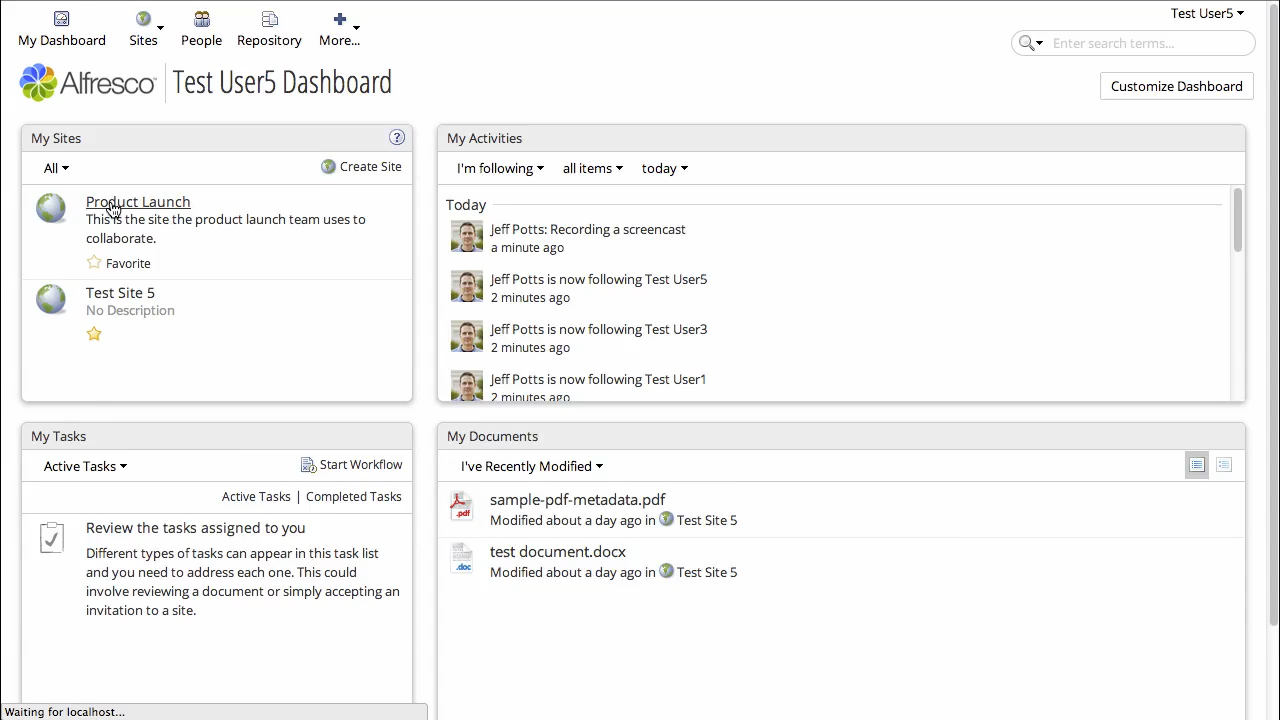 My Dashboard
Sites
People
Repository
More...
Test User5
Enter search terms...
Alfresco
Test User5 Dashboard
Customize Dashboard
My Sites
?
All
Create Site
Product Launch
This is the site the product launch team uses to
collaborate.
Favorite
Test Site 5
No Description
My Activities
I'm following
all items
today
Today
Jeff Potts: Recording a screencast
a minute ago
Jeff Potts is now following Test User5
2 minutes ago
Jeff Potts is now following Test User3
2 minutes ago
Jeff Potts is now following Test User1
2 minutes ago
My Tasks
Active Tasks
Start Workflow
Active Tasks | Completed Tasks
Review the tasks assigned to you
Different types of tasks can appear in this task list
and you need to address each one. This could
involve reviewing a document or simply accepting an
invitation to a site.
My Documents
I've Recently Modified
.pdf
sample-pdf-metadata.pdf
Modified about a day ago in Test Site 5
.doc
test document.docx
Modified about a day ago in Test Site 5
Waiting for localhost...